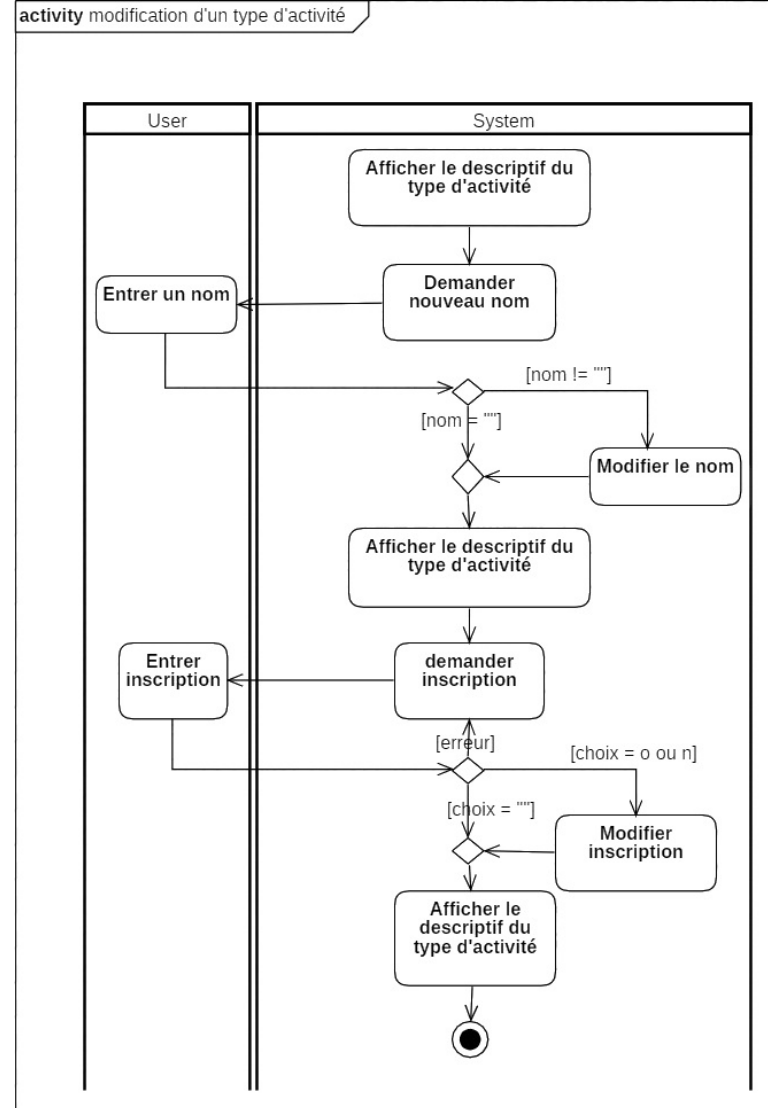 activity modification d'un type d'activité
User
System
Afficher le descriptif du
type d'activité
Demander
nouveau nom
Entrer un nom
[nom != ""]
[nom = ""]
Modifier le nom
Afficher le descriptif du
type d'activité
Entrer
inscription
demander
inscription
[erreur]
[choix = o ou n]
[choix = ""]
Modifier
inscription
Afficher le
descriptif du
type d'activité